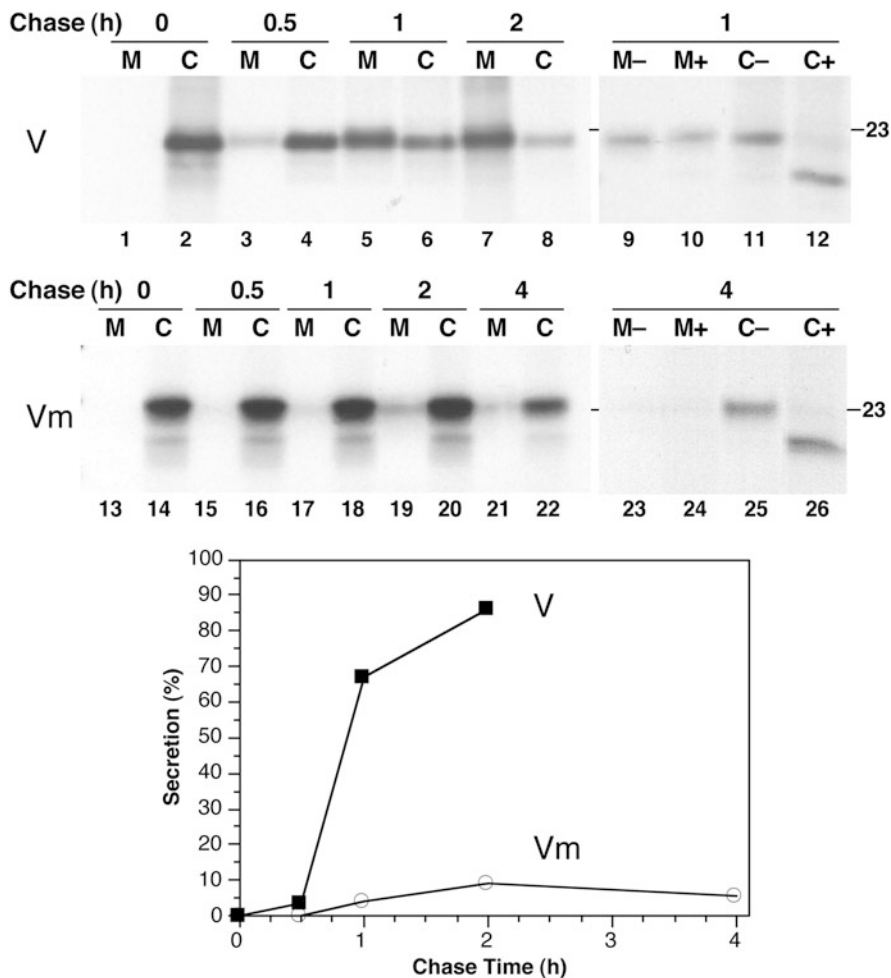 Chase (h) 0 0.5 1 2 1
M C M C M C M C M– M+ C– C+
V –23
1 2 3 4 5 6 7 8 9 10 11 12
Chase (h) 0 0.5 1 2 4 4
M C M C M C M C M C M– M+ C– C+
Vm –23
13 14 15 16 17 18 19 20 21 22 23 24 25 26
100
90
V
80
70
60
50
40
30
Vm
20
10
0
Secretion (%)
0 1 2 3 4
Chase Time (h)